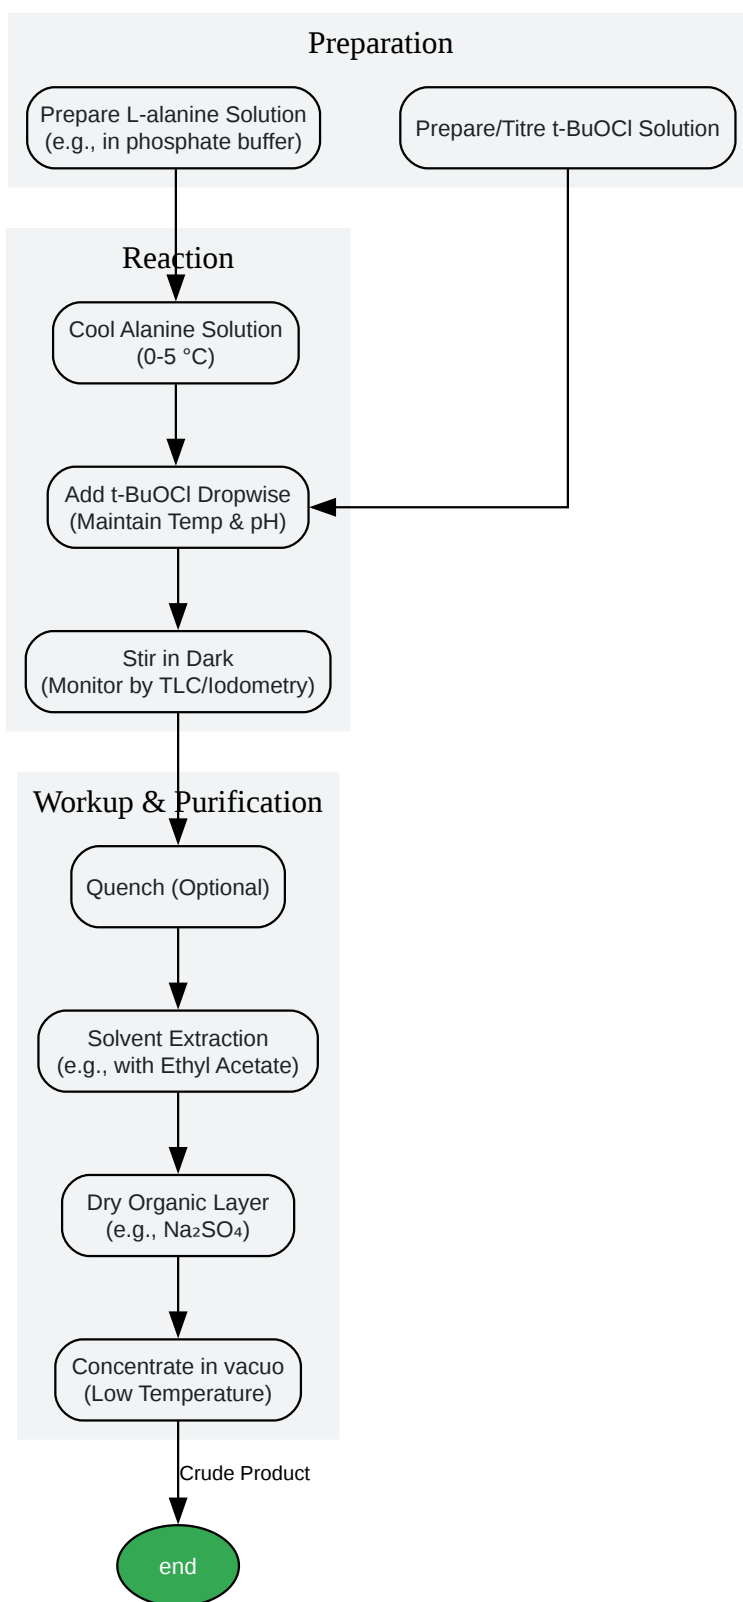 Preparation
Prepare L-alanine Solution
(e.g., in phosphate buffer)
Prepare/Titre t-BuOCl Solution
Reaction
Cool Alanine Solution
(0-5 °C)
Add t-BuOCl Dropwise
(Maintain Temp & pH)
Stir in Dark
(Monitor by TLC/Iodometry)
Workup & Purification
Quench (Optional)
Solvent Extraction
(e.g., with Ethyl Acetate)
Dry Organic Layer
(e.g., Na₂SO₄)
Concentrate in vacuo
(Low Temperature)
Crude Product
end